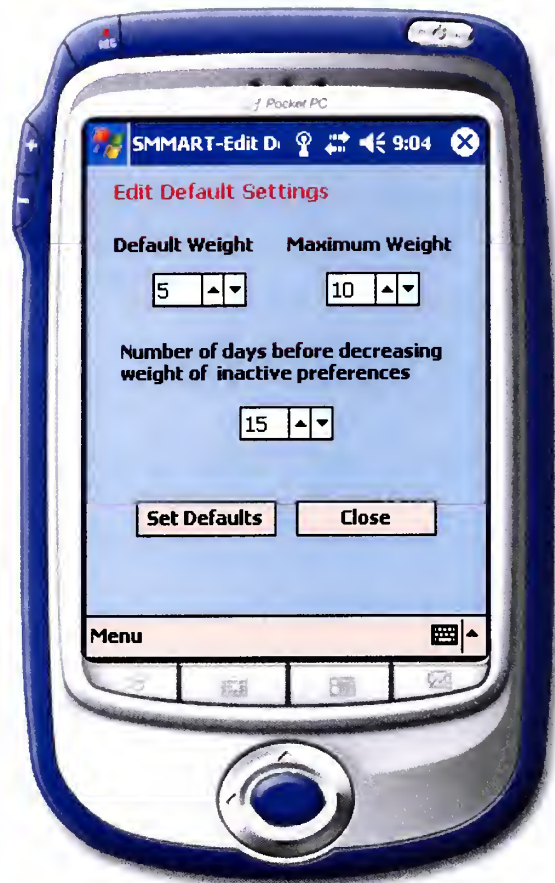 Pocket PC
SMMART-Edit D 9:04
Edit Default Settings
Default Weight Maximum Weight
5 10
Number of days before decreasing
weight of inactive preferences
15
Set Defaults Close
Menu